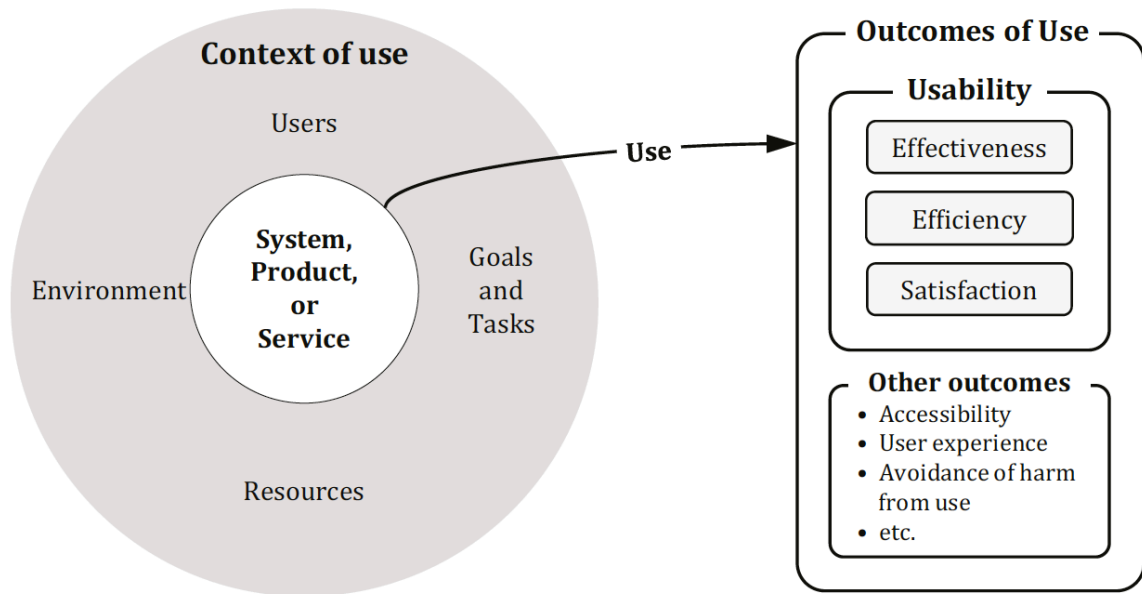 Context of use
Users
Environment
System,
Product,
or
Service
Goals
and
Tasks
Resources
Use
Outcomes of Use
Usability
Effectiveness
Efficiency
Satisfaction
Other outcomes
• Accessibility
• User experience
• Avoidance of harm
from use
• etc.